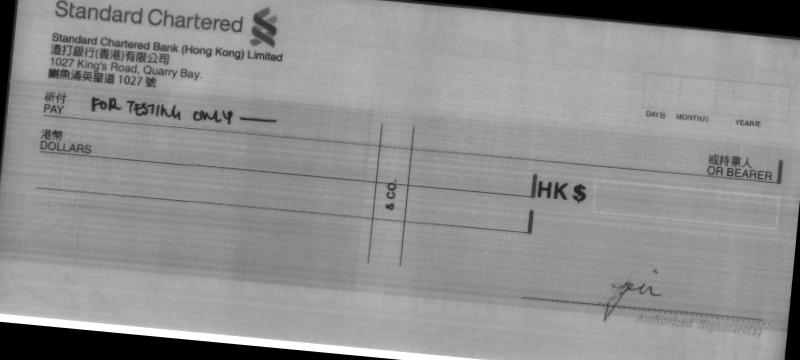 Standard Chartered
Standard Chartered Bank (Hong Kong) Limited
渣打銀行(香港)有限公司
1027 King's Road, Quarry Bay.
鰂魚涌英皇道 1027 號
祈付
PAY FOR TESTING ONLY
DAY日 MONTH月 YEAR年
或持票人
OR BEARER
港幣
DOLLARS
& CO.
HK $
Authorized Signature(s)